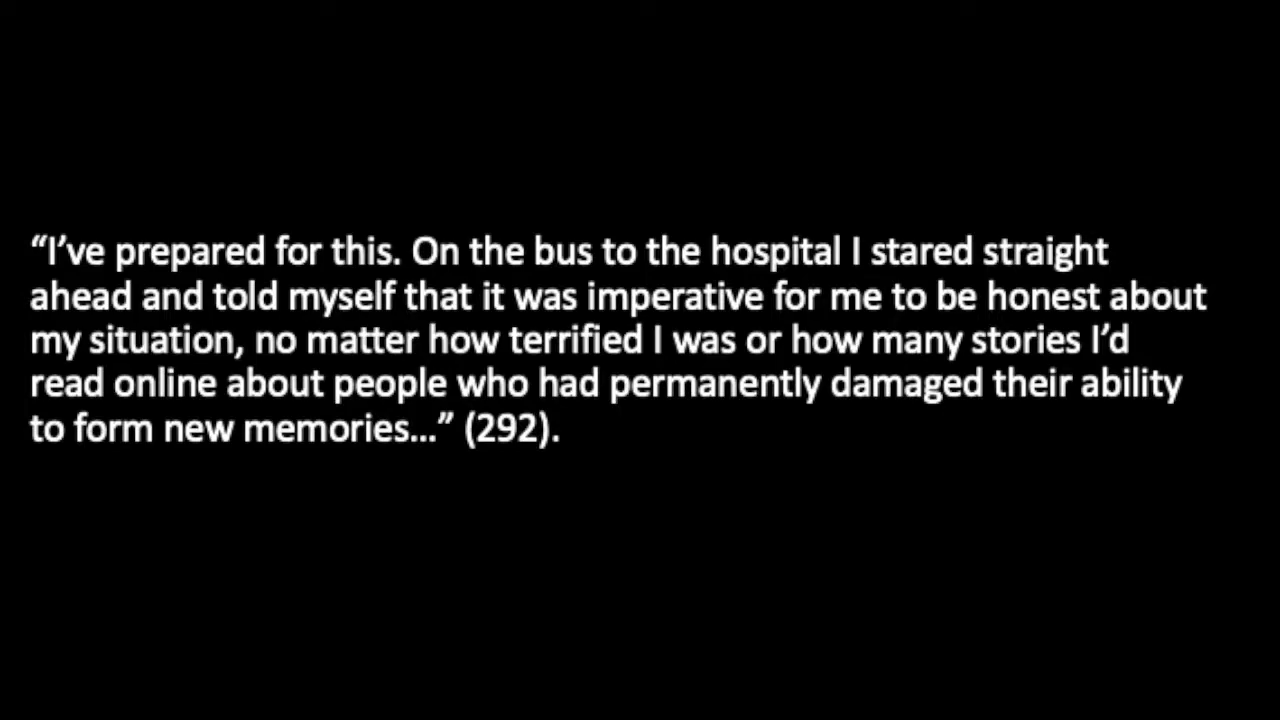 “I’ve prepared for this. On the bus to the hospital I stared straight
ahead and told myself that it was imperative for me to be honest about
my situation, no matter how terrified I was or how many stories I’d
read online about people who had permanently damaged their ability
to form new memories…” (292).